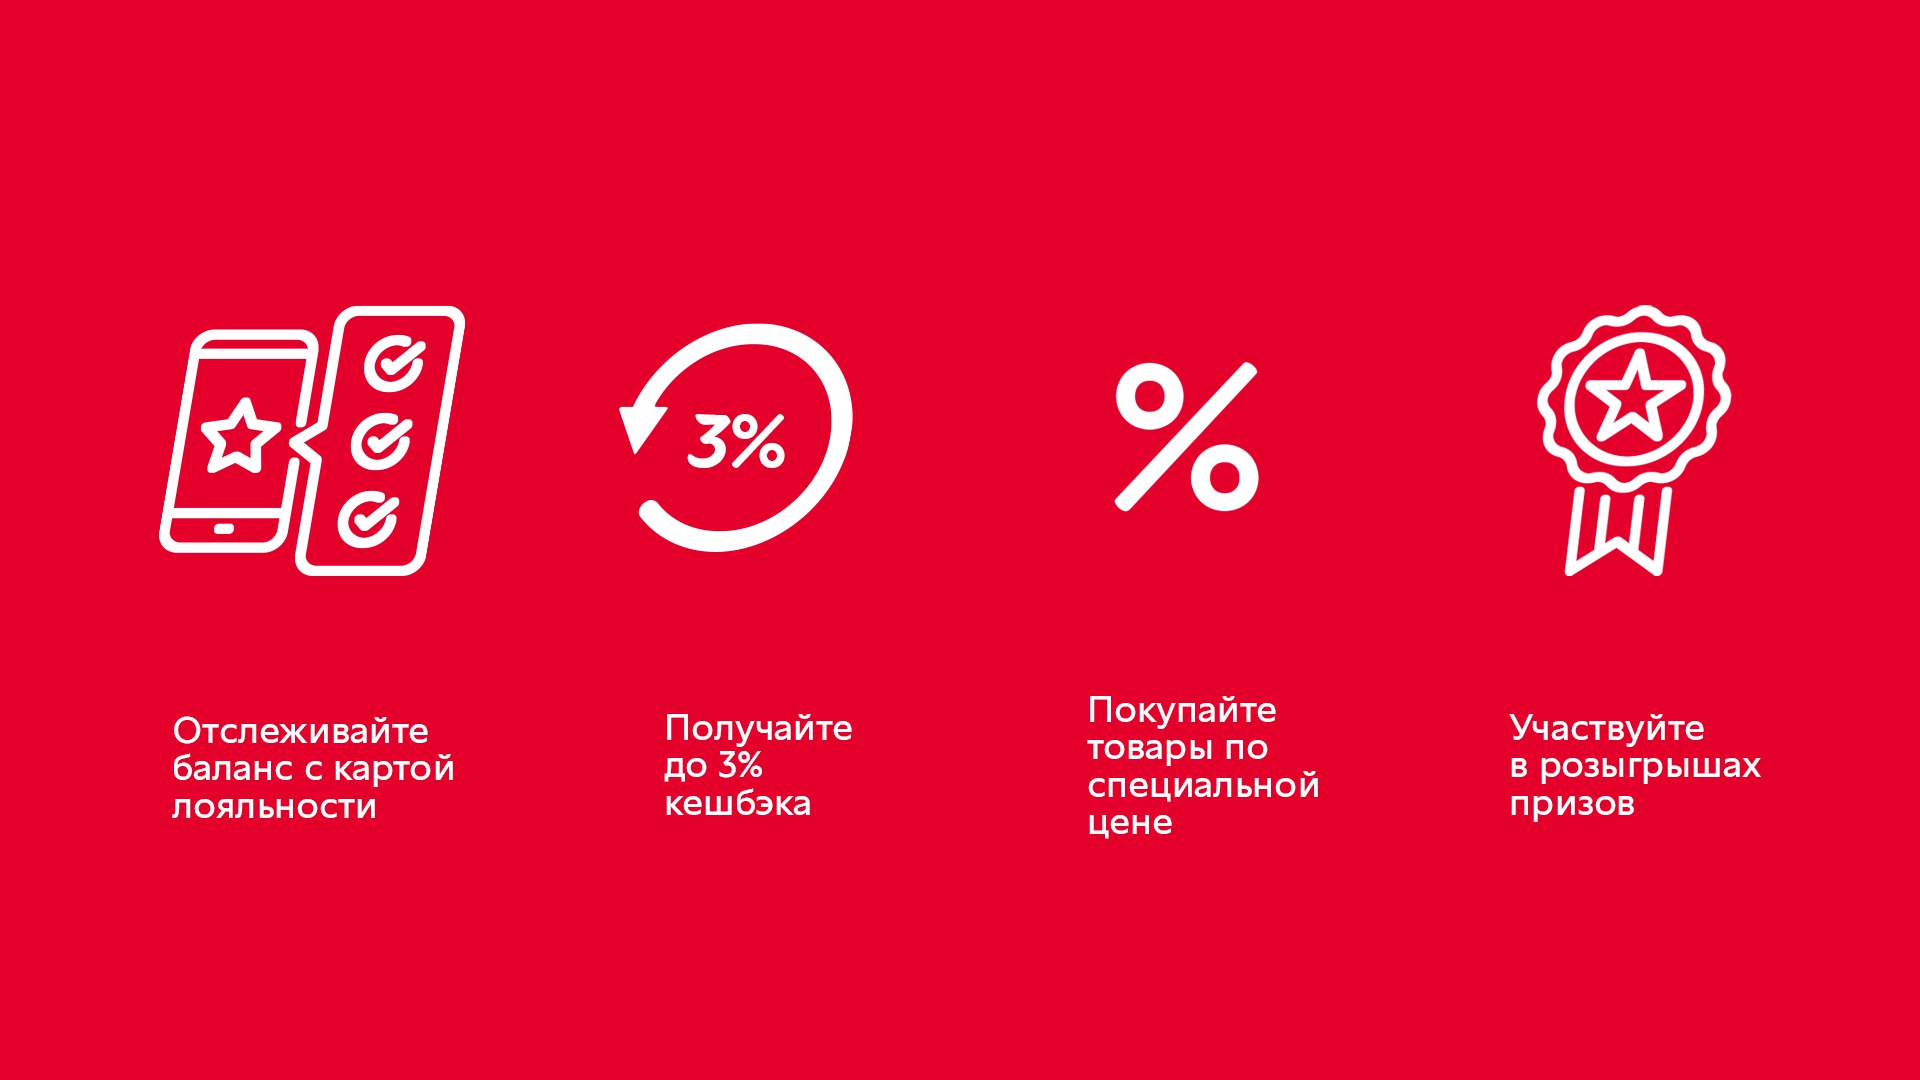 3%
%
Отслеживайте
баланс с картой
лояльности
Получайте
до 3%
кешбэка
Покупайте
товары по
специальной
цене
Участвуйте
в розыгрышах
призов